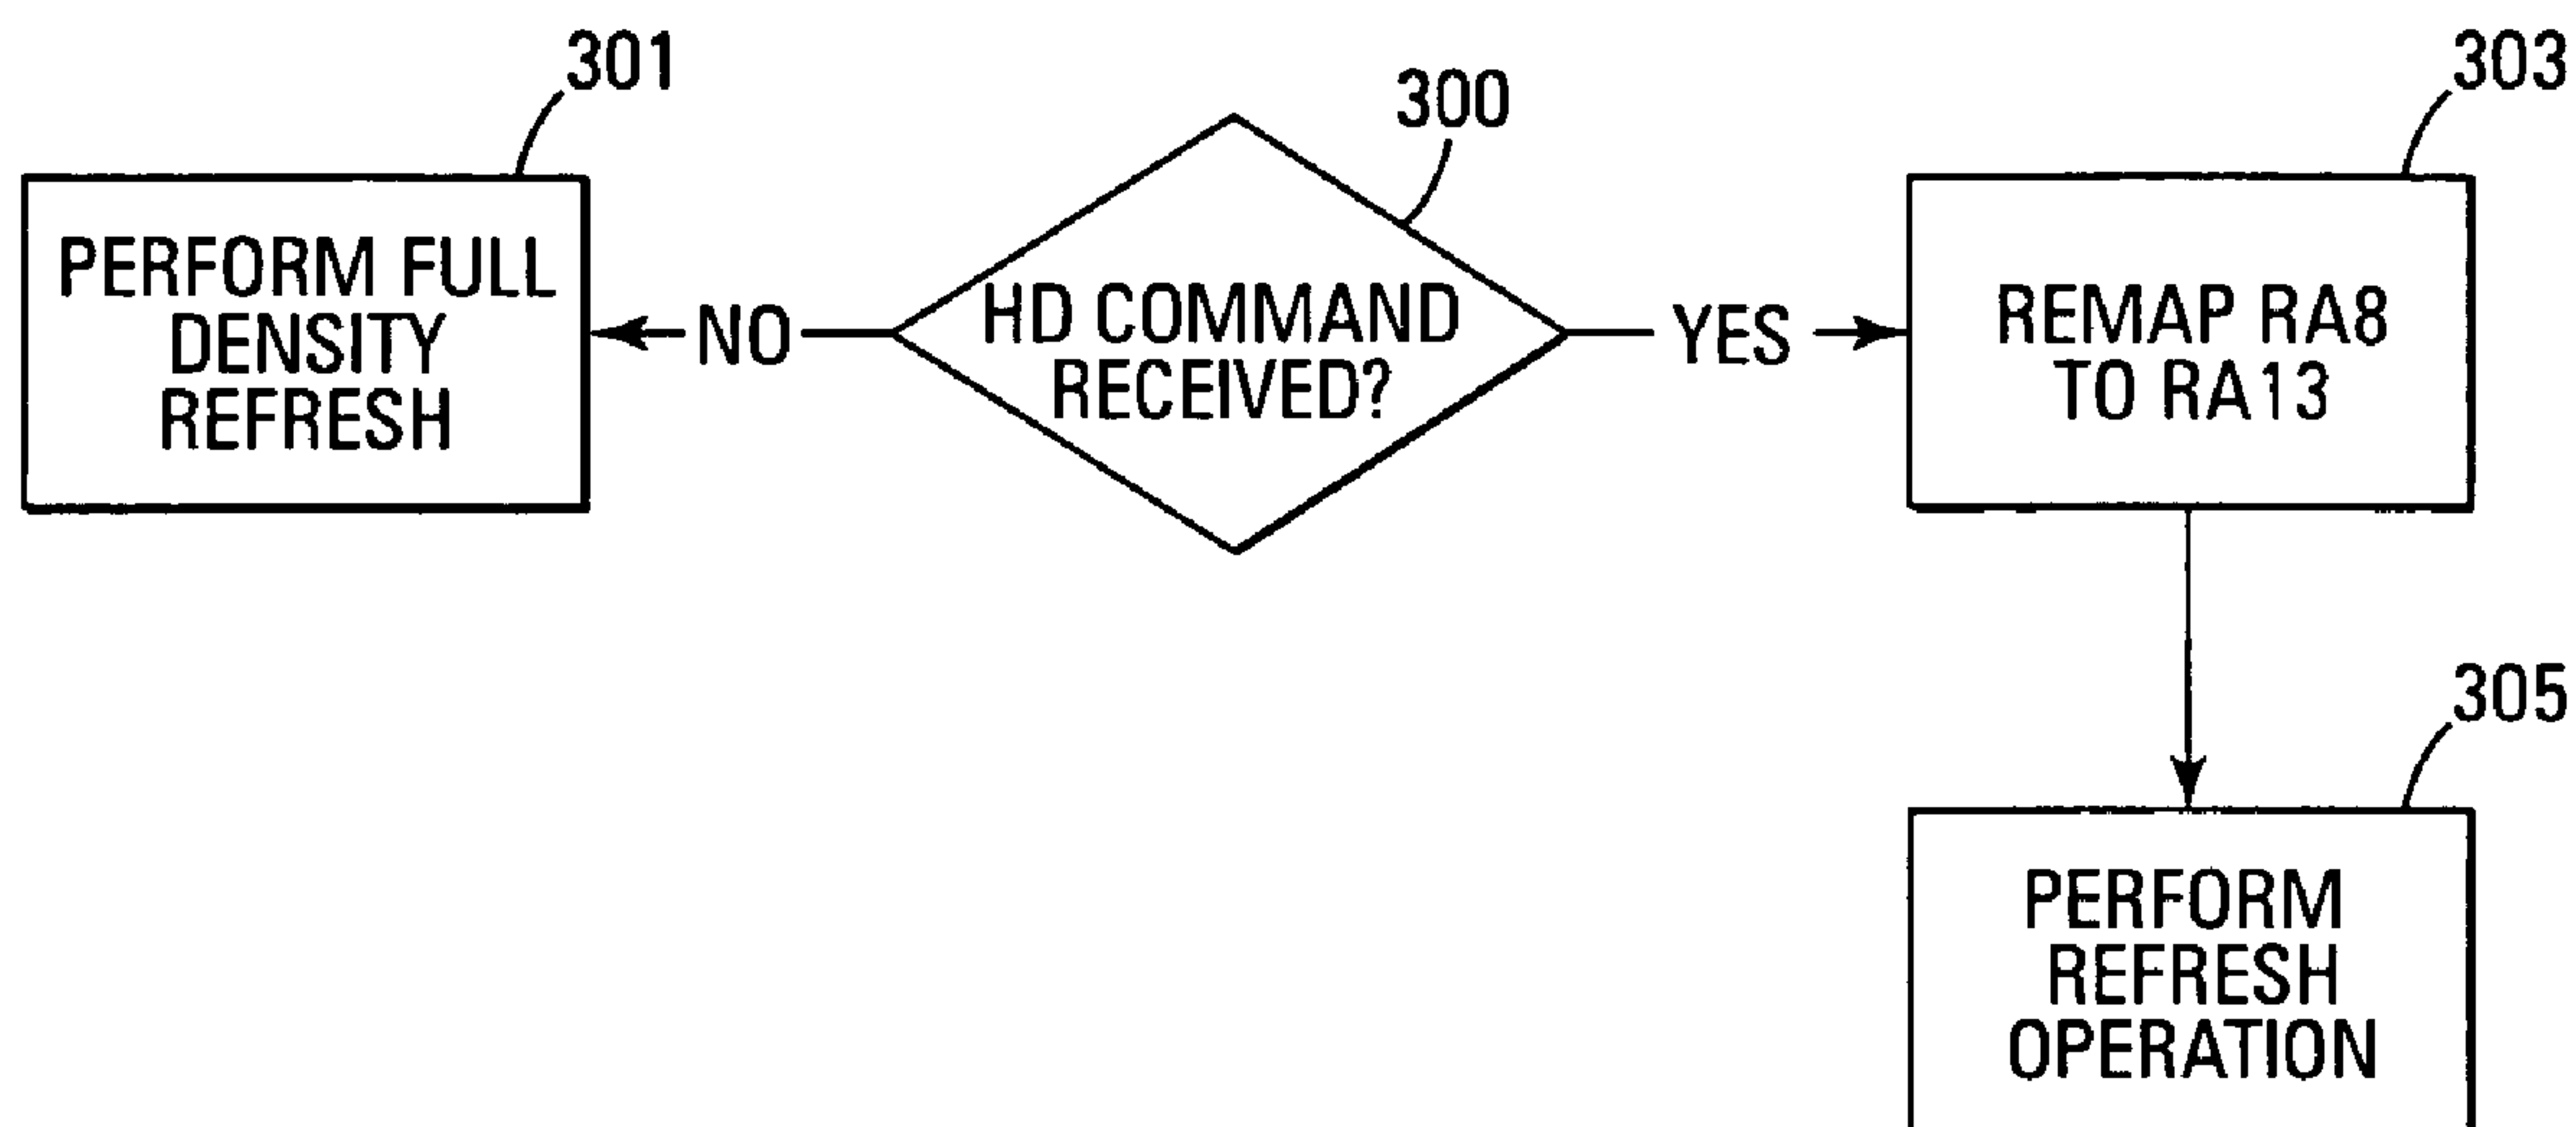 301
300
303
PERFORM FULL
DENSITY
REFRESH
NO
HD COMMAND
RECEIVED?
YES
REMAP RA8
TO RA13
305
PERFORM
REFRESH
OPERATION